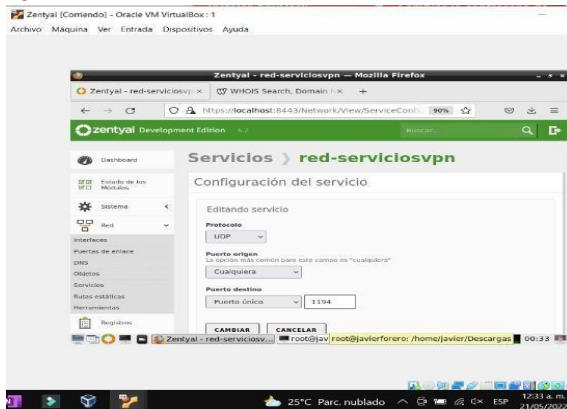 Zentyal [Corriendo] - Oracle VM VirtualBox : 1
Archivo Máquina Ver Entrada Dispositivos Ayuda
Zentyal - red-serviciosvpn — Mozilla Firefox
Zentyal - red-serviciosvp WHOIS Search, Domain
https://localhost:8443/Network/View/ServiceConf 90%
zentyal Development Edition 6.2
Buscar...
Dashboard
Estado de los Módulos
Sistema
Red
Interfaces
Puertas de enlace
DNS
Objetos
Servicios
Rutas estáticas
Herramientas
Registros
Servicios red-serviciosvpn
Configuración del servicio
Editando servicio
Protocolo
UDP
Puerto origen
La opción más común para este campo es "cualquiera"
Cualquiera
Puerto destino
Puerto único 1194
CAMBIAR CANCELAR
Zentyal - red-serviciosv... root@jav root@javierforero: /home/javier/Descargas 00:33
25°C Parc. nublado ESP 12:33 a. m.
21/05/2022